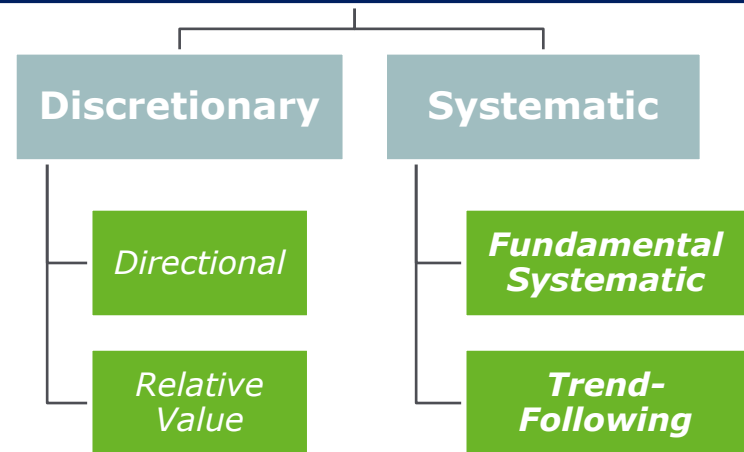 Discretionary
Systematic
Directional
Fundamental
Systematic
Relative
Value
Trend-
Following